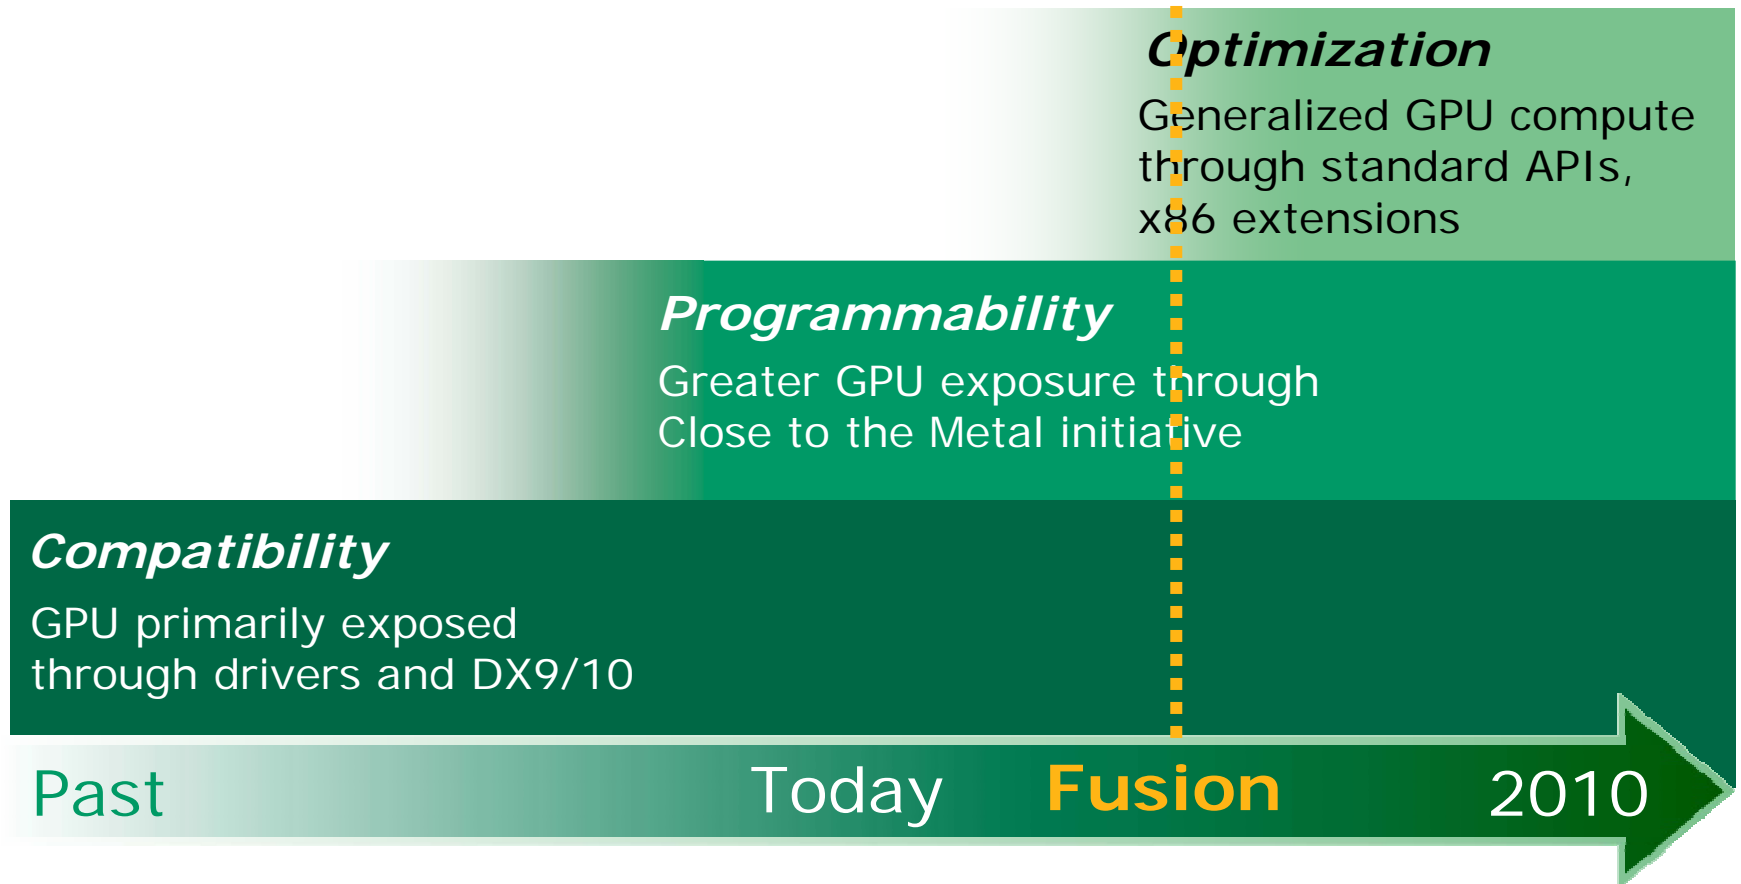 Optimization
Generalized GPU compute
through standard APIs,
x86 extensions
Programmability
Greater GPU exposure through
Close to the Metal initiative
Compatibility
GPU primarily exposed
through drivers and DX9/10
Past Today Fusion 2010